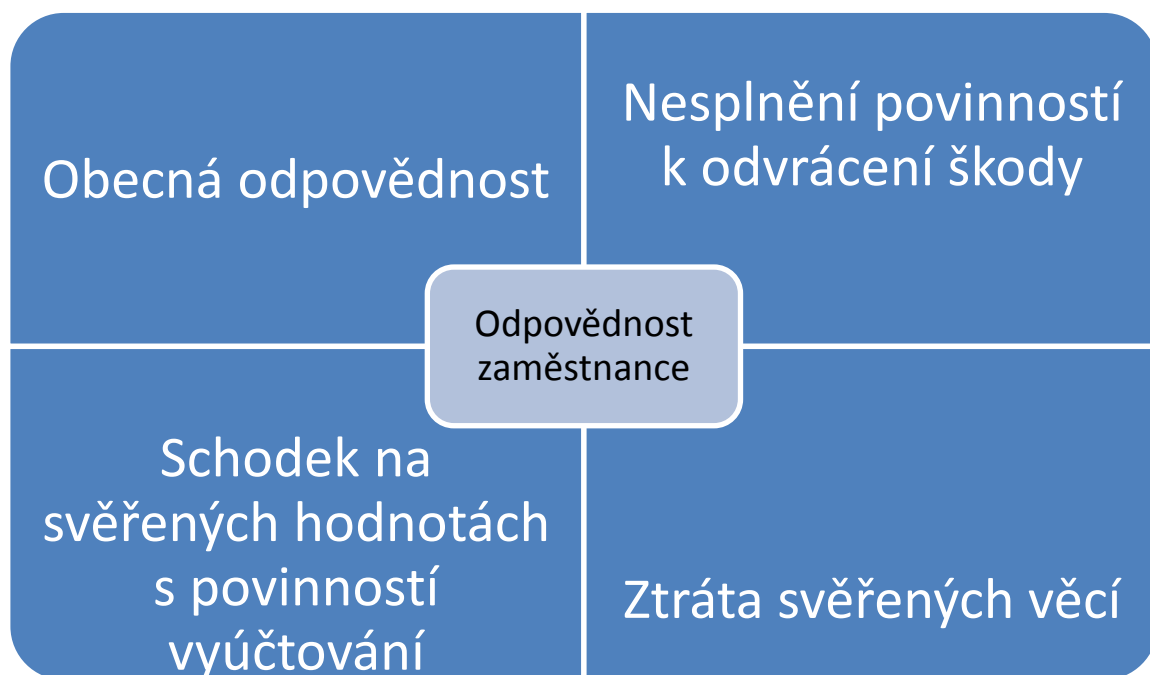 Obecná odpovědnost
Nesplnění povinností
k odvrácení škody
Odpovědnost
zaměstnance
Schodek na
svěřených hodnotách
s povinností
vyúčtování
Ztráta svěřených věcí